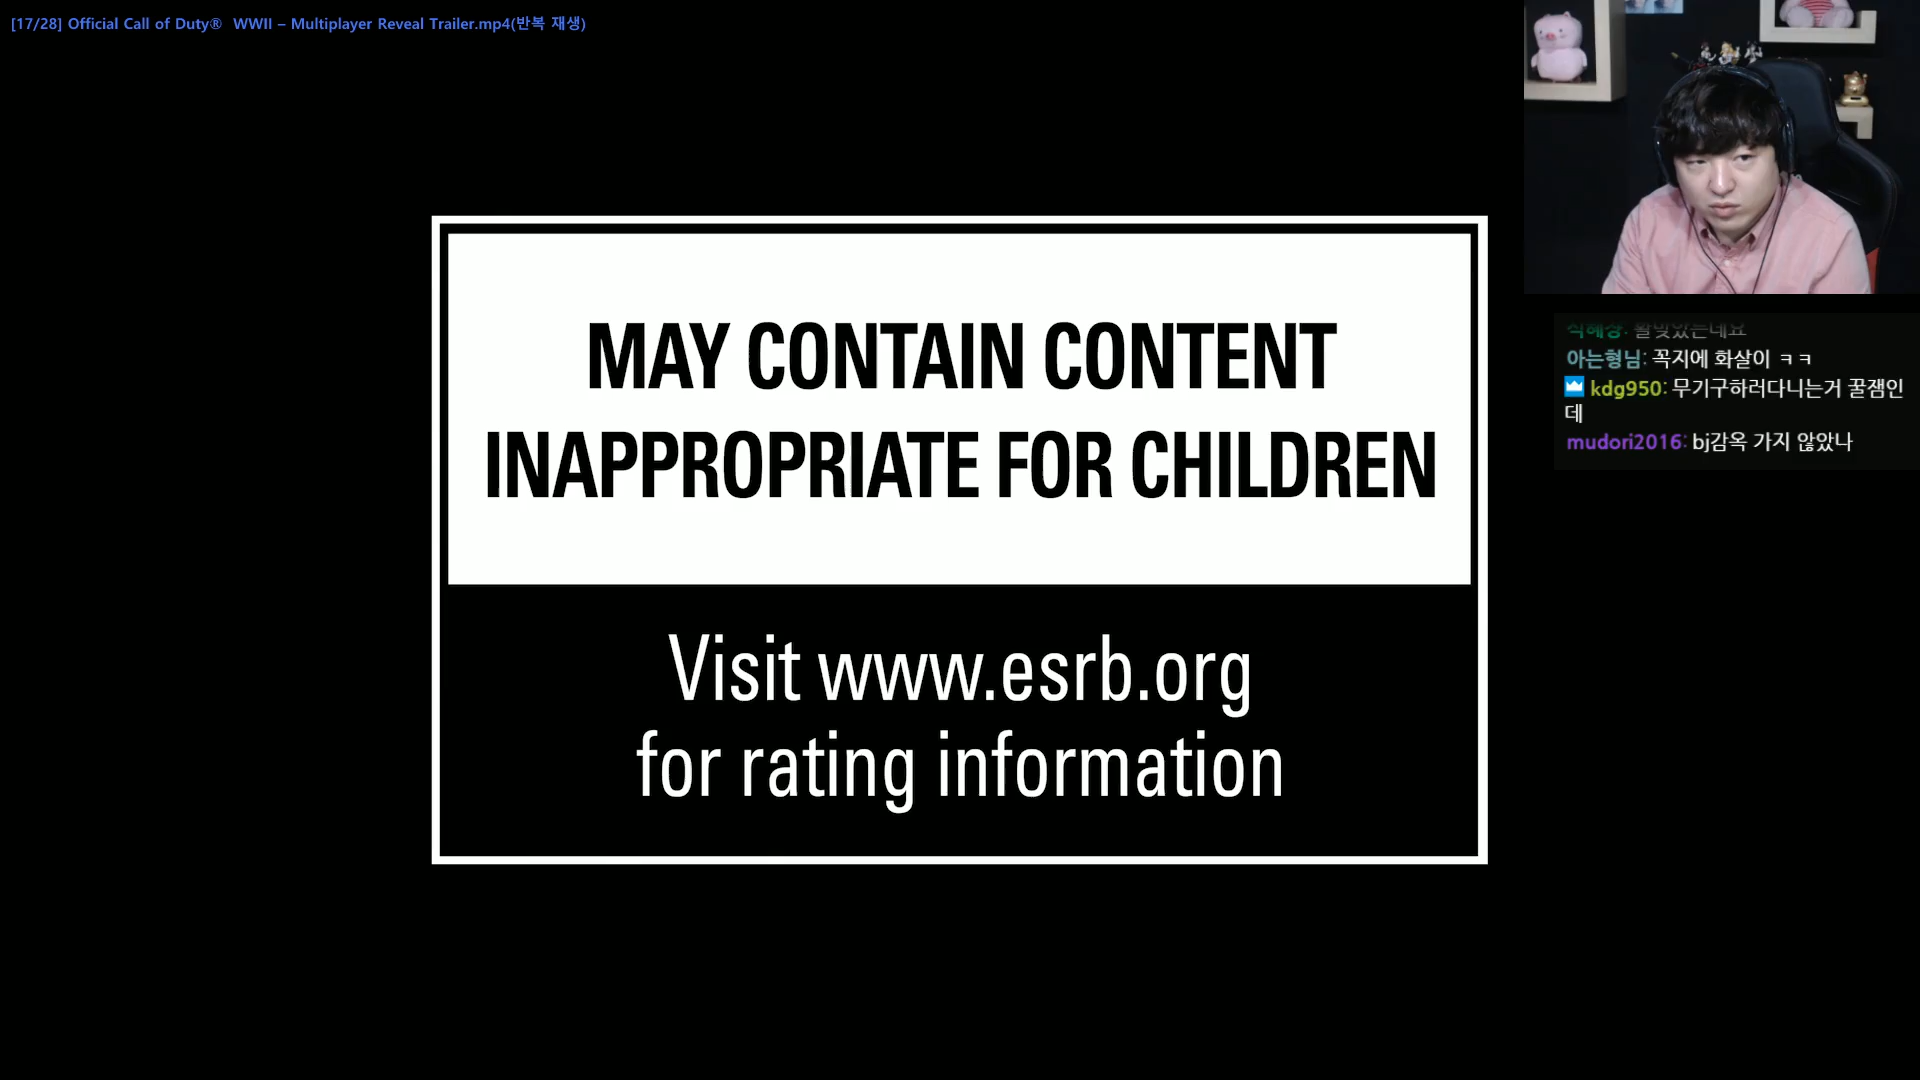 [17/28] Official Call of Duty® WWII – Multiplayer Reveal Trailer.mp4(반복 재생)
MAY CONTAIN CONTENT
INAPPROPRIATE FOR CHILDREN
Visit www.esrb.org
for rating information
아는형님: 꼭지에 화살이 ㅋㅋ
kdg950: 무기구하러다니는거 꿀잼인
데
mudori2016: bj감옥 가지 않았나